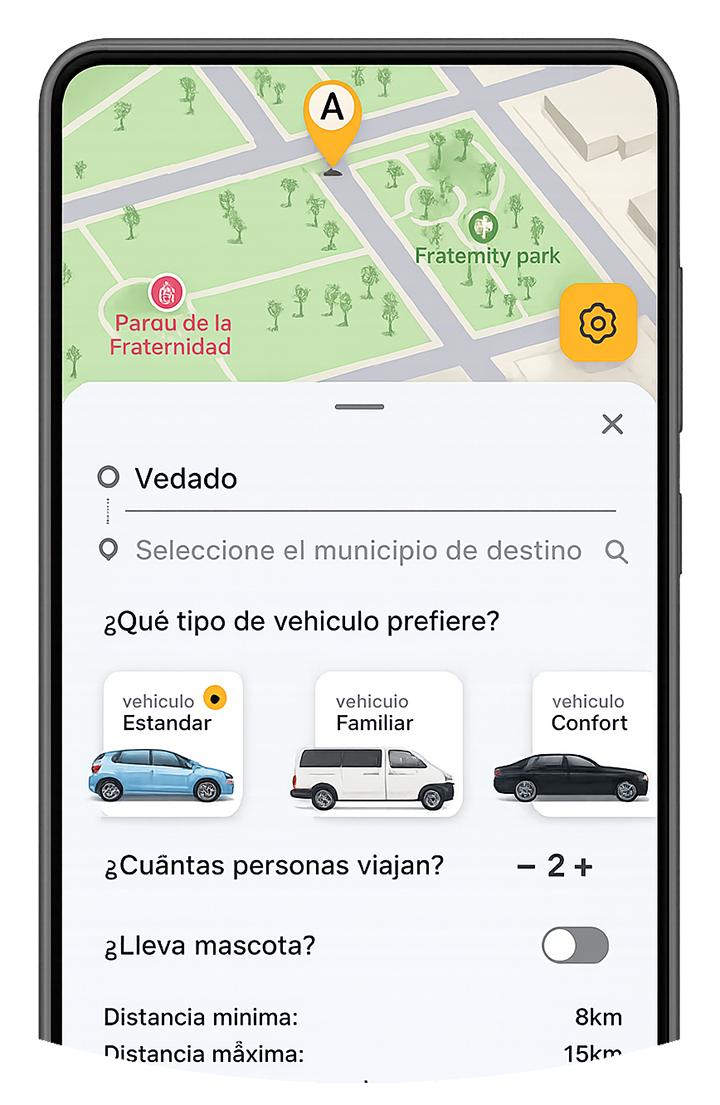 A
Fratemity park
Parqu de la
Fraternidad
Vedado
Seleccione el municipio de destino
¿Qué tipo de vehiculo prefiere?
vehiculo
Estandar
vehicuio
Familiar
vehiculo
Confort
¿Cuãntas personas viajan?
− 2 +
¿Lleva mascota?
Distancia minima:
8km
Distancia mâxima:
15km